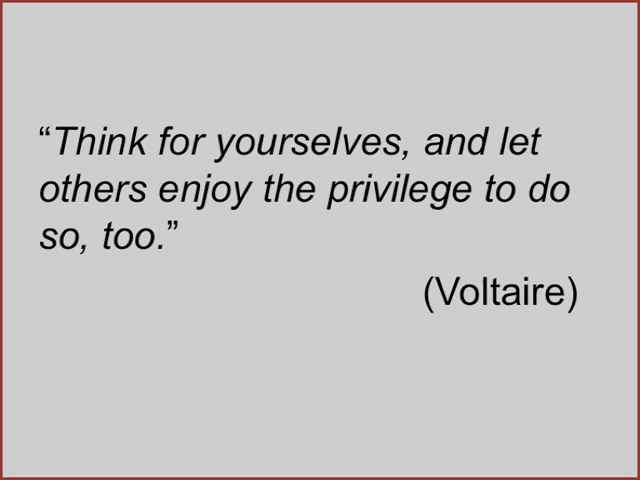 “Think for yourselves, and let
others enjoy the privilege to do
so, too.”
(Voltaire)